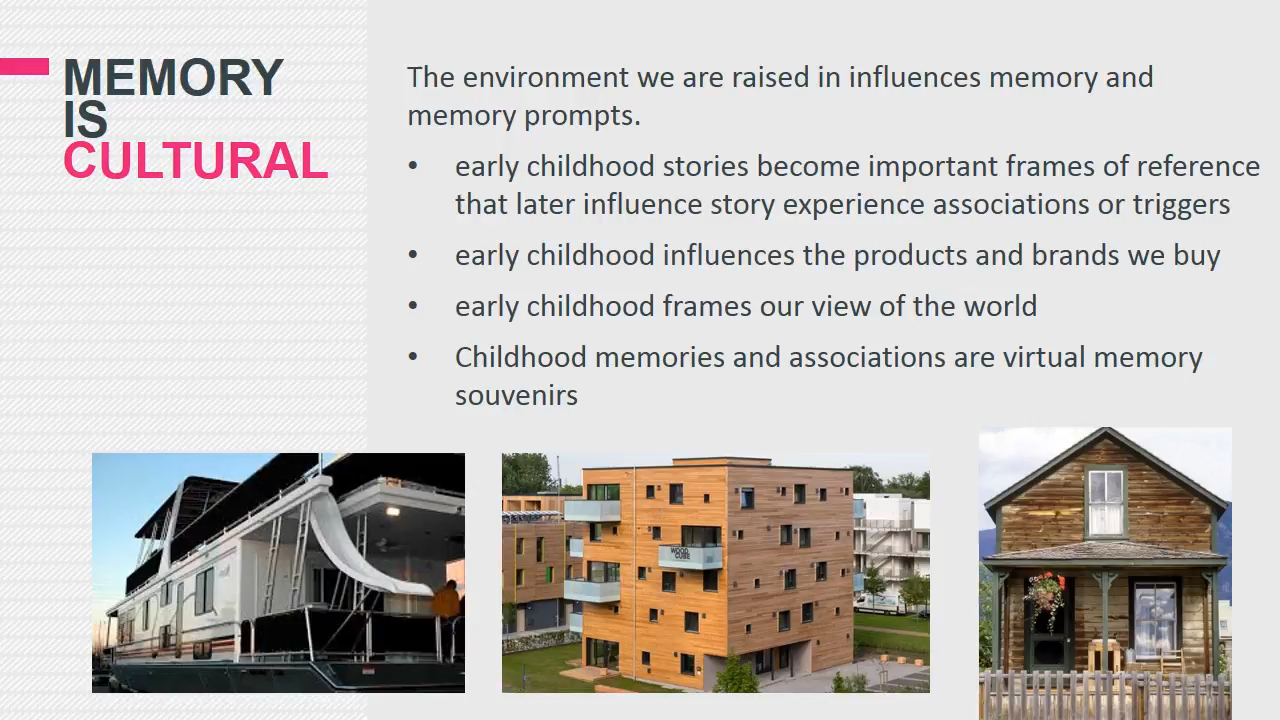 MEMORY
IS
CULTURAL
The environment we are raised in influences memory and
memory prompts.
• early childhood stories become important frames of reference
that later influence story experience associations or triggers
• early childhood influences the products and brands we buy
• early childhood frames our view of the world
• Childhood memories and associations are virtual memory
souvenirs
WOOD
CUBE